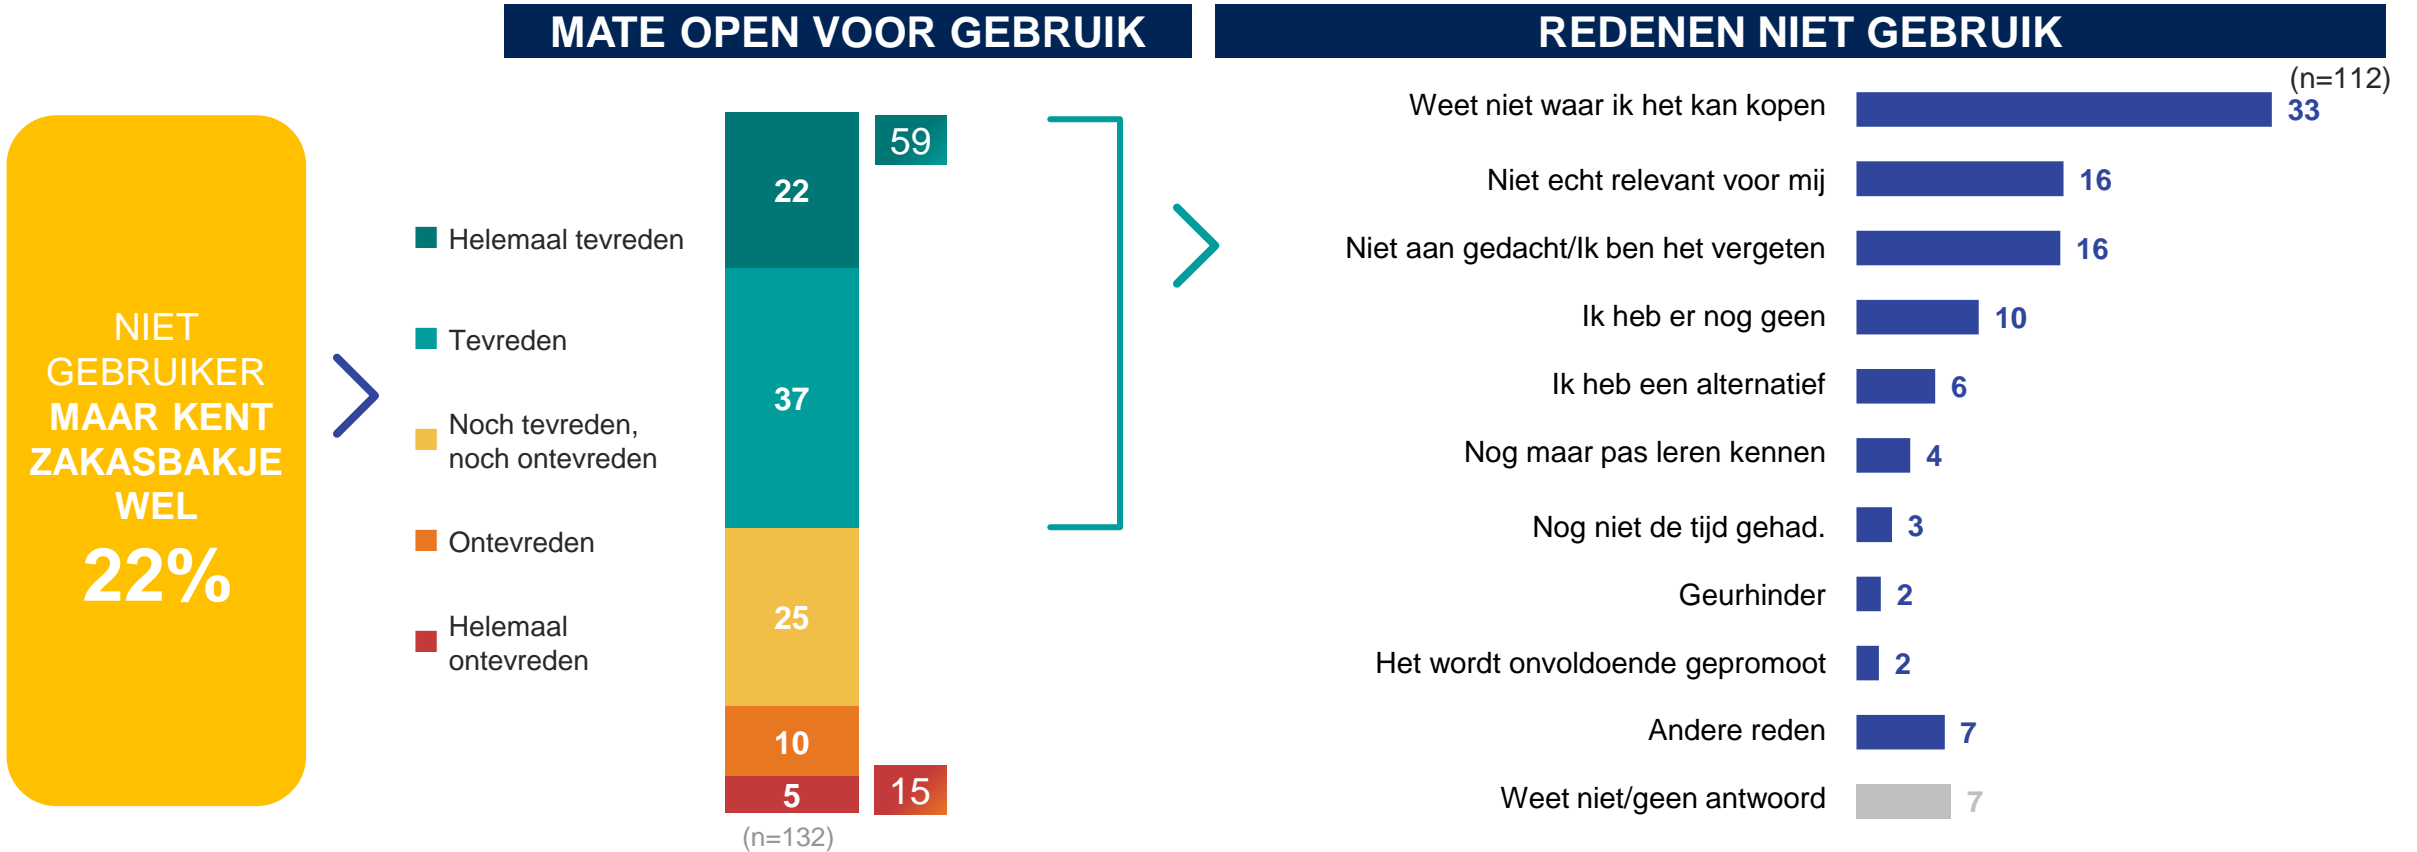 MATE OPEN VOOR GEBRUIK
REDENEN NIET GEBRUIK
NIET
GEBRUIKER
MAAR KENT
ZAKASBAKJE
WEL
22%
Helemaal tevreden
Tevreden
Noch tevreden,
noch ontevreden
Ontevreden
Helemaal
ontevreden
22
37
25
10
5
(n=132)
59
15
(n=112)
Weet niet waar ik het kan kopen 33
Niet echt relevant voor mij 16
Niet aan gedacht/Ik ben het vergeten 16
Ik heb er nog geen 10
Ik heb een alternatief 6
Nog maar pas leren kennen 4
Nog niet de tijd gehad. 3
Geurhinder 2
Het wordt onvoldoende gepromoot 2
Andere reden 7
Weet niet/geen antwoord 7